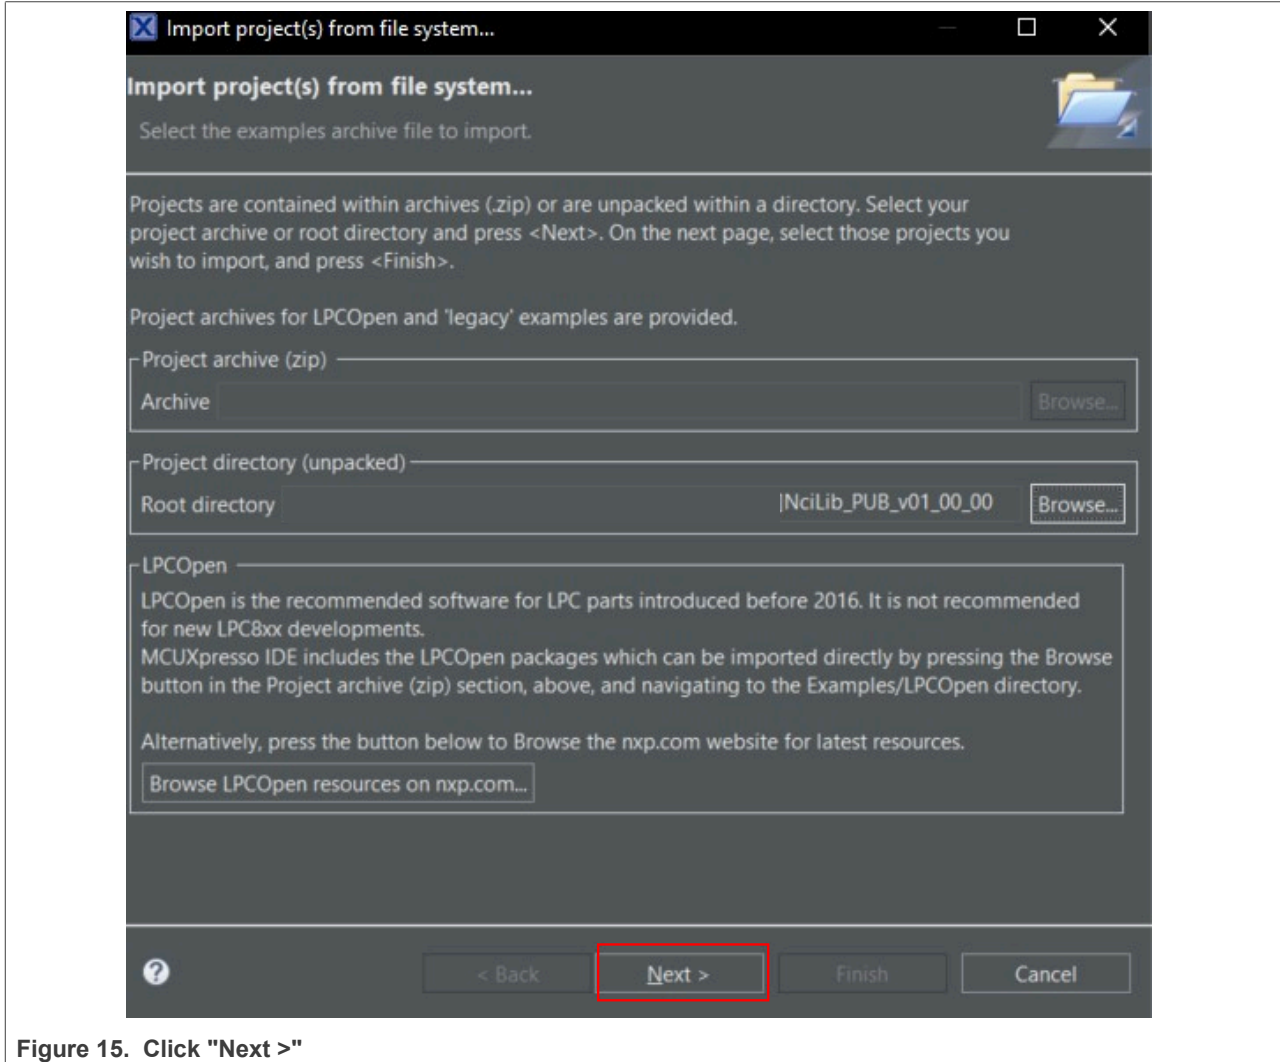 Import project(s) from file system...
Import project(s) from file system...
Select the examples archive file to import.
Projects are contained within archives (.zip) or are unpacked within a directory. Select your
project archive or root directory and press <Next>. On the next page, select those projects you
wish to import, and press <Finish>.
Project archives for LPCOpen and 'legacy' examples are provided.
Project archive (zip)
Archive Browse...
Project directory (unpacked)
Root directory NciLib_PUB_v01_00_00 Browse...
LPCOpen
LPCOpen is the recommended software for LPC parts introduced before 2016. It is not recommended
for new LPC8xx developments.
MCUXpresso IDE includes the LPCOpen packages which can be imported directly by pressing the Browse
button in the Project archive (zip) section, above, and navigating to the Examples/LPCOpen directory.
Alternatively, press the button below to Browse the nxp.com website for latest resources.
Browse LPCOpen resources on nxp.com...
< Back Next > Finish Cancel
Figure 15. Click "Next >"